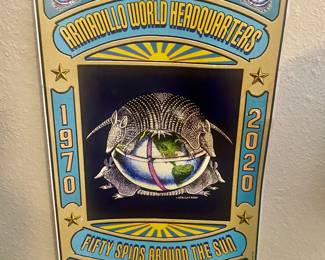 ARMADILLO WORLD HEADQUARTERS
1970
2020
FIFTY SPINS AROUND THE SUN